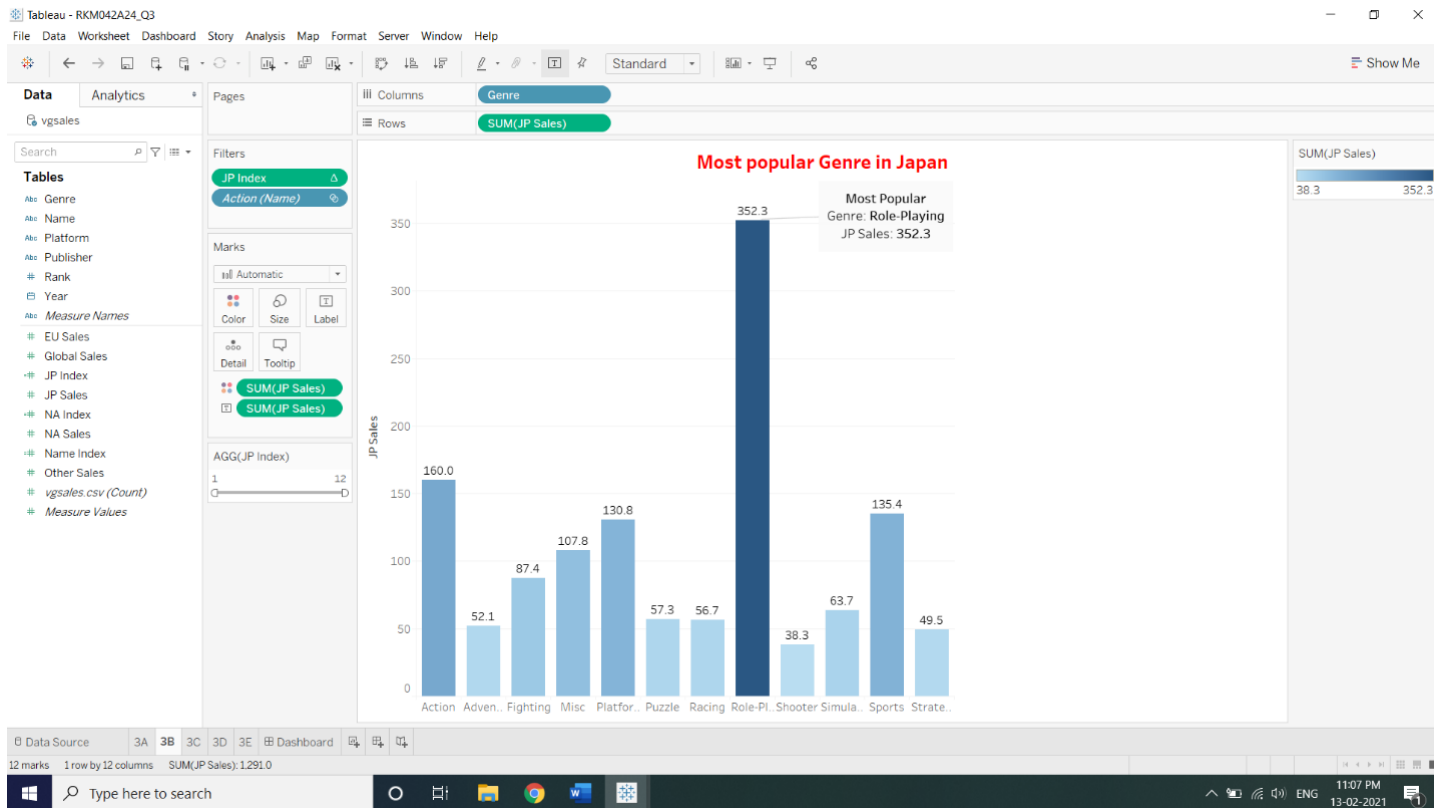 Tableau - RKM042A24_Q3
File Data Worksheet Dashboard Story Analysis Map Format Server Window Help
Standard
Show Me
Data Analytics
vgsales
Search
Tables
Abc Genre
Abc Name
Abc Platform
Abc Publisher
# Rank
Year
Abc Measure Names
# EU Sales
# Global Sales
=# JP Index
# JP Sales
=# NA Index
# NA Sales
=# Name Index
# Other Sales
# vgsales.csv (Count)
# Measure Values
Pages
Filters
JP Index
Action (Name)
Marks
Automatic
Color Size Label
Detail Tooltip
SUM(JP Sales)
SUM(JP Sales)
AGG(JP Index)
1 12
Columns Genre
Rows SUM(JP Sales)
Most popular Genre in Japan
Most Popular
Genre: Role-Playing
JP Sales: 352.3
JP Sales
350
300
250
200
150
100
50
0
160.0
52.1
87.4
107.8
130.8
57.3
56.7
352.3
38.3
63.7
135.4
49.5
Action Adven.. Fighting Misc Platfor.. Puzzle Racing Role-Pl.. Shooter Simula.. Sports Strate..
SUM(JP Sales)
38.3 352.3
Data Source 3A 3B 3C 3D 3E Dashboard
12 marks 1 row by 12 columns SUM(JP Sales): 1,291.0
Type here to search
ENG
11:07 PM
13-02-2021
1